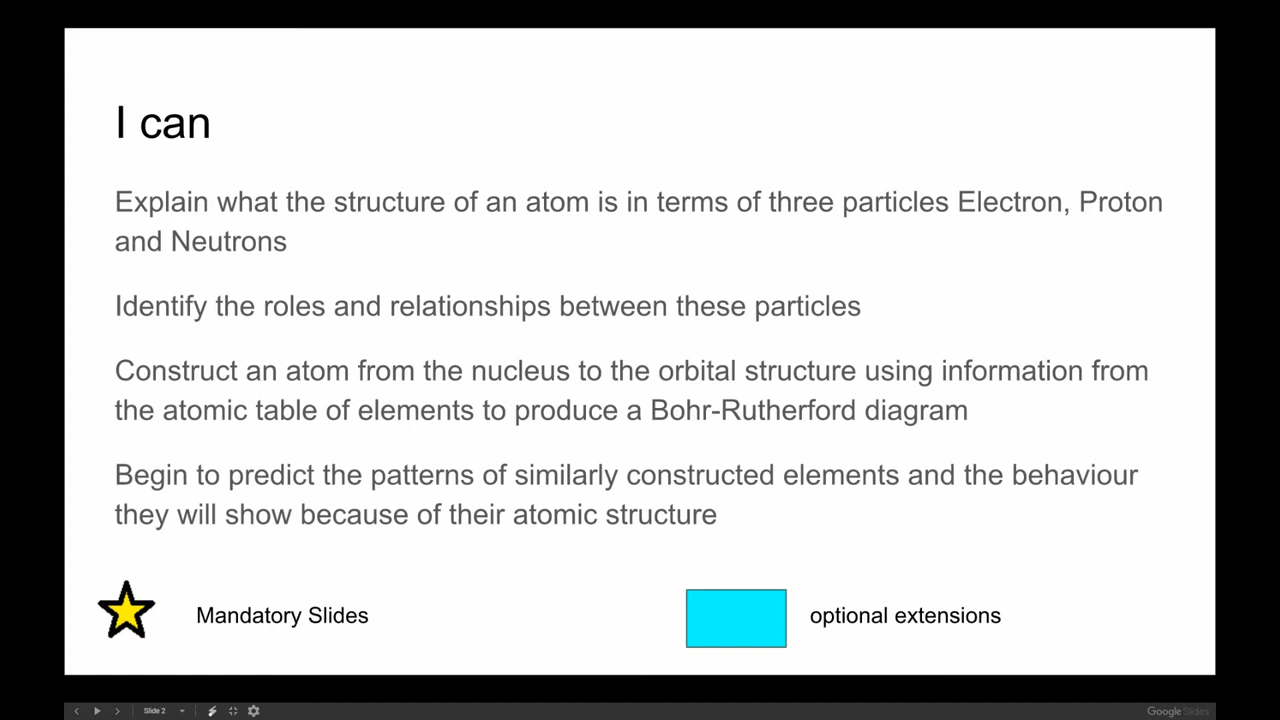 I can
Explain what the structure of an atom is in terms of three particles Electron, Proton
and Neutrons
Identify the roles and relationships between these particles
Construct an atom from the nucleus to the orbital structure using information from
the atomic table of elements to produce a Bohr-Rutherford diagram
Begin to predict the patterns of similarly constructed elements and the behaviour
they will show because of their atomic structure
Mandatory Slides
optional extensions
Slide 2
Google Slides